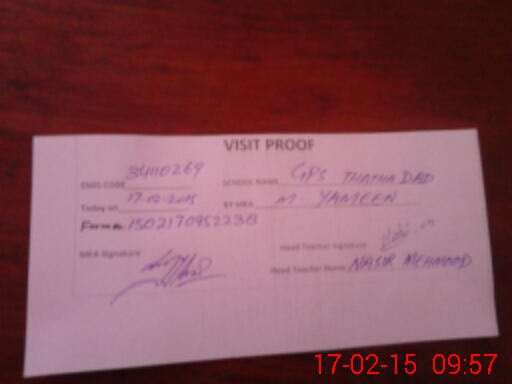 VISIT PROOF
EMIS CODE 34110269 SCHOOL NAME GPS THATHA DAD
Today on 17-02-2015 BY MEA M. YAMEEN
Form # 150217095223B
MEA Signature Head Teacher Signature
Head Teacher Name NASIR MEHMOOD
17-02-15 09:57